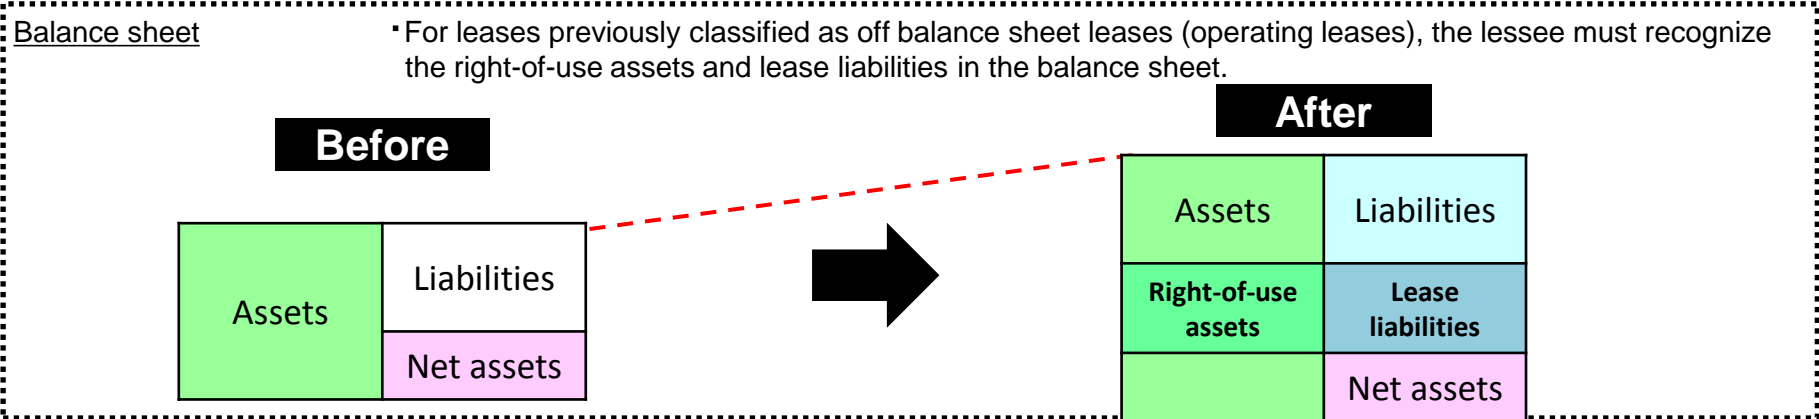 Balance sheet
・For leases previously classified as off balance sheet leases (operating leases), the lessee must recognize
the right-of-use assets and lease liabilities in the balance sheet.
Before
After
Assets
Liabilities
Net assets
Assets
Liabilities
Right-of-use
assets
Lease
liabilities
Net assets